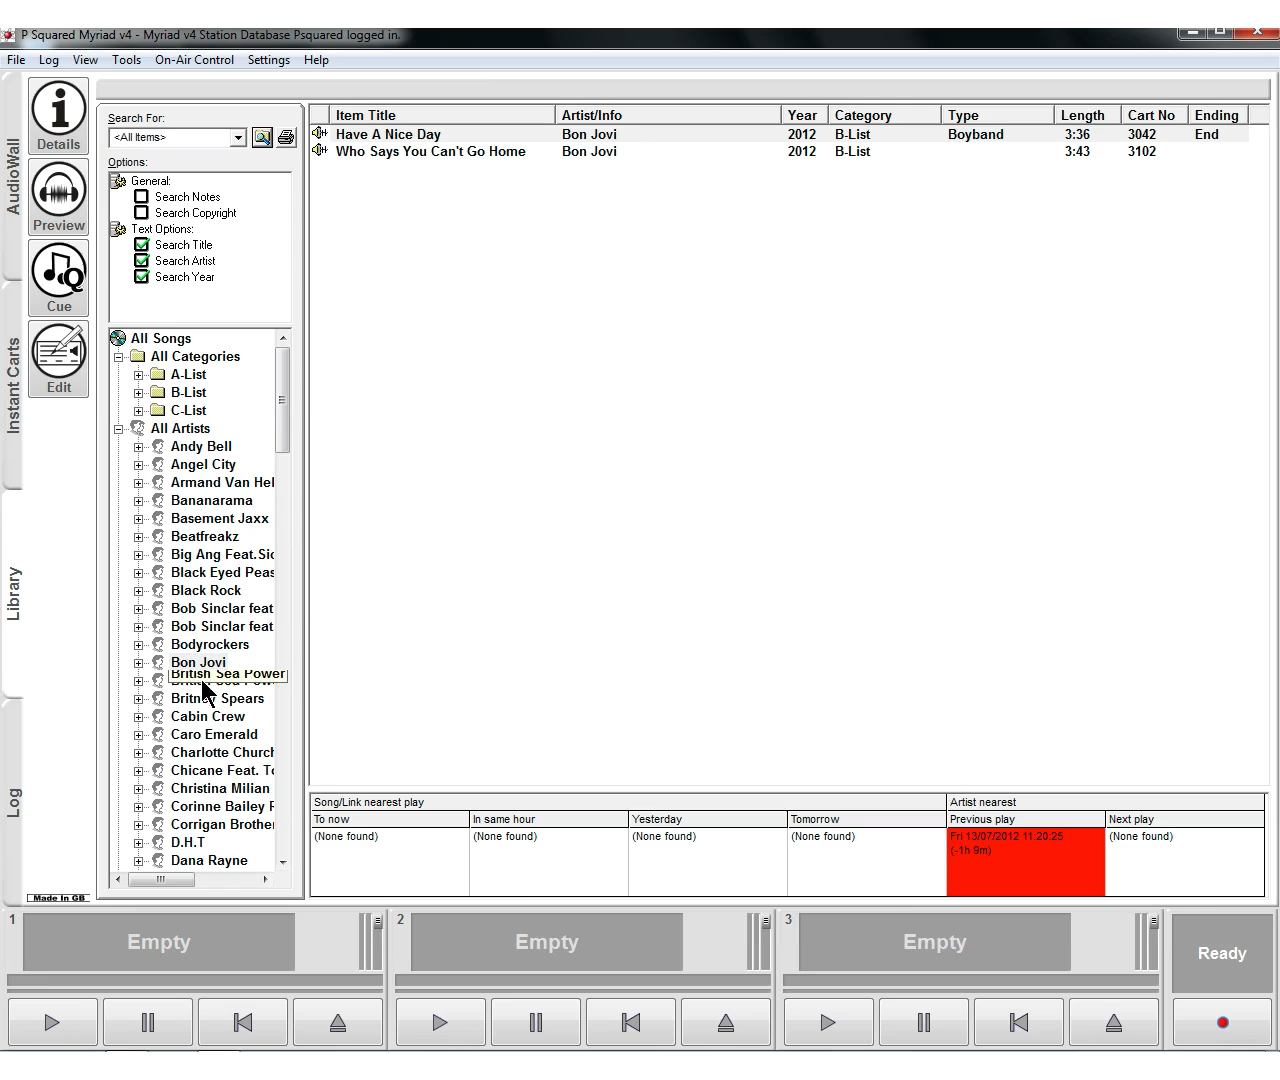 P Squared Myriad v4 - Myriad v4 Station Database Psquared logged in.
File Log View Tools On-Air Control Settings Help
AudioWall
Instant Carts
Library
Log
Details
Preview
Cue
Edit
Made In GB
Search For:
<All Items>
Options:
General:
Search Notes
Search Copyright
Text Options:
Search Title
Search Artist
Search Year
All Songs
All Categories
A-List
B-List
C-List
All Artists
Andy Bell
Angel City
Armand Van Hel
Bananarama
Basement Jaxx
Beatfreakz
Big Ang Feat.Sio
Black Eyed Peas
Black Rock
Bob Sinclar feat
Bob Sinclar feat
Bodyrockers
Bon Jovi
British Sea Power
Britney Spears
Cabin Crew
Caro Emerald
Charlotte Church
Chicane Feat. To
Christina Milian
Corinne Bailey R
Corrigan Brother
D.H.T
Dana Rayne
Item Title Artist/Info Year Category Type Length Cart No Ending
Have A Nice Day Bon Jovi 2012 B-List Boyband 3:36 3042 End
Who Says You Can't Go Home Bon Jovi 2012 B-List 3:43 3102
Song/Link nearest play Artist nearest
To now In same hour Yesterday Tomorrow Previous play Next play
(None found) (None found) (None found) (None found) Fri 13/07/2012 11:20:25 (None found)
(-1h 9m)
1 Empty 2 Empty 3 Empty Ready